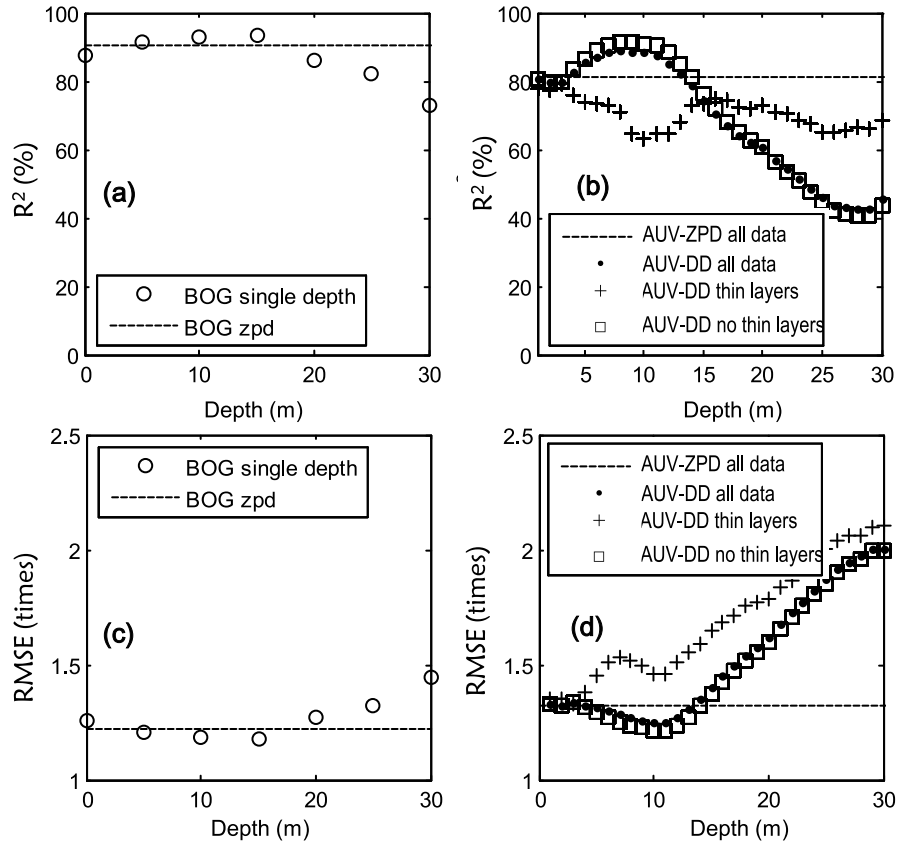 100
80
60
40
20
0
R² (%)
(a)
BOG single depth
BOG zpd
0
10
20
30
Depth (m)
100
80
60
40
20
0
R² (%)
(b)
AUV-ZPD all data
AUV-DD all data
AUV-DD thin layers
AUV-DD no thin layers
5
10
15
20
25
30
Depth (m)
2.5
2
1.5
1
RMSE (times)
BOG single depth
BOG zpd
(c)
0
10
20
30
Depth (m)
2.5
2
1.5
1
RMSE (times)
AUV-ZPD all data
AUV-DD all data
AUV-DD thin layers
AUV-DD no thin layers
(d)
0
10
20
30
Depth (m)